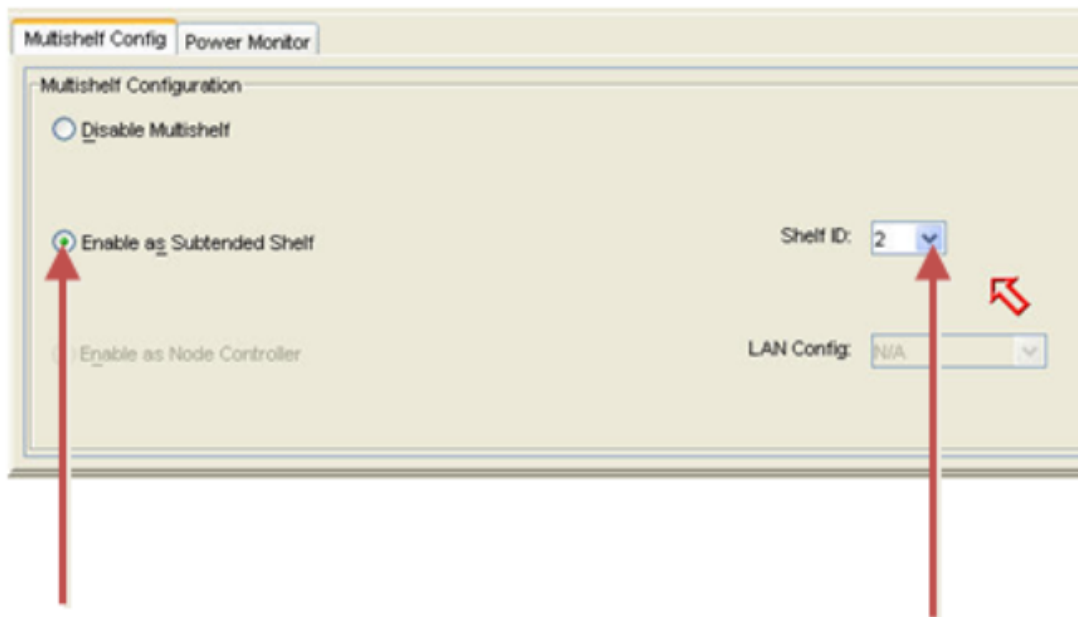 Multishelf Config Power Monitor
Multishelf Configuration
Disable Multishelf
Enable as Subtended Shelf Shelf ID: 2
Enable as Node Controller LAN Config: N/A